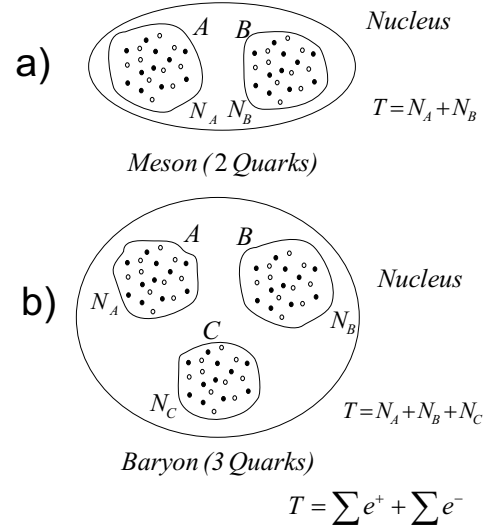 a)
A
B
Nucleus
N_A
N_B
T = N_A + N_B
Meson (2 Quarks)
b)
A
B
Nucleus
N_A
N_B
C
N_C
T = N_A + N_B + N_C
Baryon (3 Quarks)
T = ∑ e⁺ + ∑ e⁻